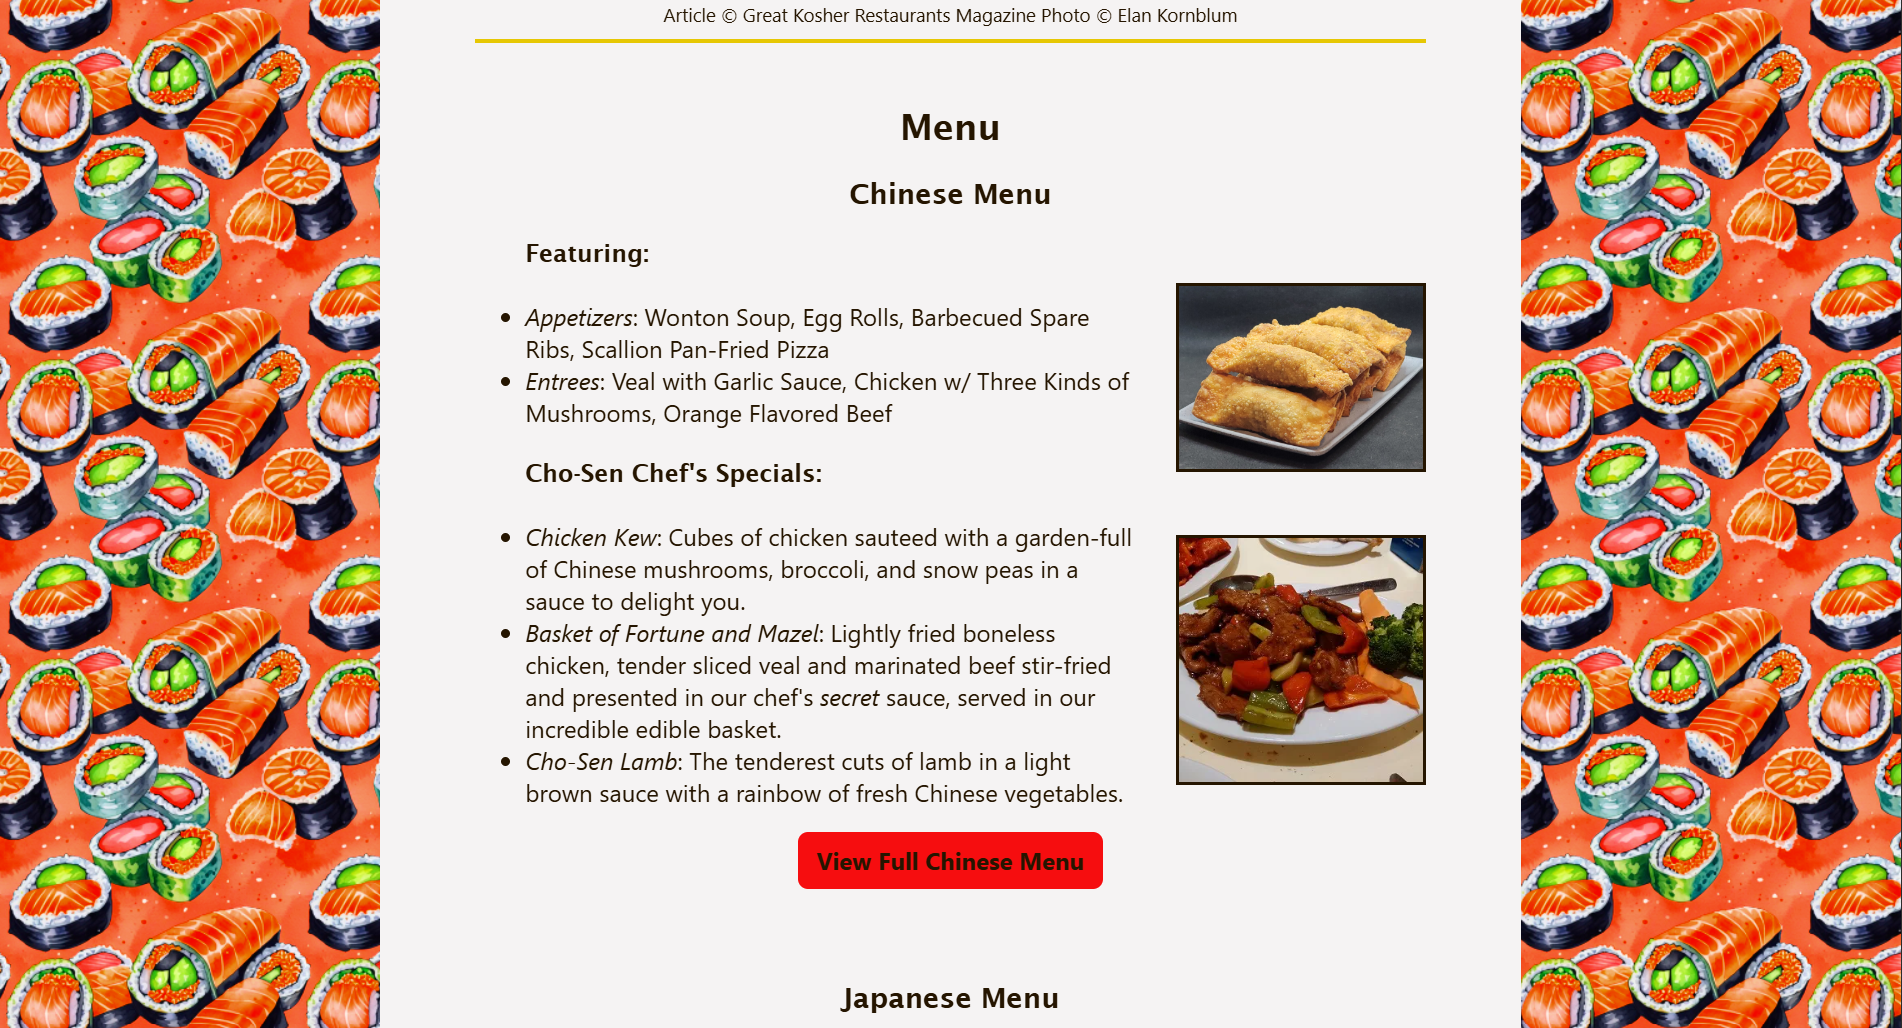 Article © Great Kosher Restaurants Magazine Photo © Elan Kornblum
Menu
Chinese Menu
Featuring:
• Appetizers: Wonton Soup, Egg Rolls, Barbecued Spare
Ribs, Scallion Pan-Fried Pizza
• Entrees: Veal with Garlic Sauce, Chicken w/ Three Kinds of
Mushrooms, Orange Flavored Beef
Cho-Sen Chef's Specials:
• Chicken Kew: Cubes of chicken sauteed with a garden-full
of Chinese mushrooms, broccoli, and snow peas in a
sauce to delight you.
• Basket of Fortune and Mazel: Lightly fried boneless
chicken, tender sliced veal and marinated beef stir-fried
and presented in our chef's secret sauce, served in our
incredible edible basket.
• Cho-Sen Lamb: The tenderest cuts of lamb in a light
brown sauce with a rainbow of fresh Chinese vegetables.
View Full Chinese Menu
Japanese Menu